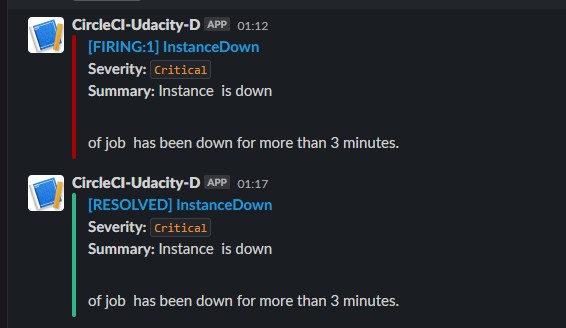 CircleCI-Udacity-D APP 01:12
[FIRING:1] InstanceDown
Severity: Critical
Summary: Instance  is down
of job  has been down for more than 3 minutes.
CircleCI-Udacity-D APP 01:17
[RESOLVED] InstanceDown
Severity: Critical
Summary: Instance  is down
of job  has been down for more than 3 minutes.